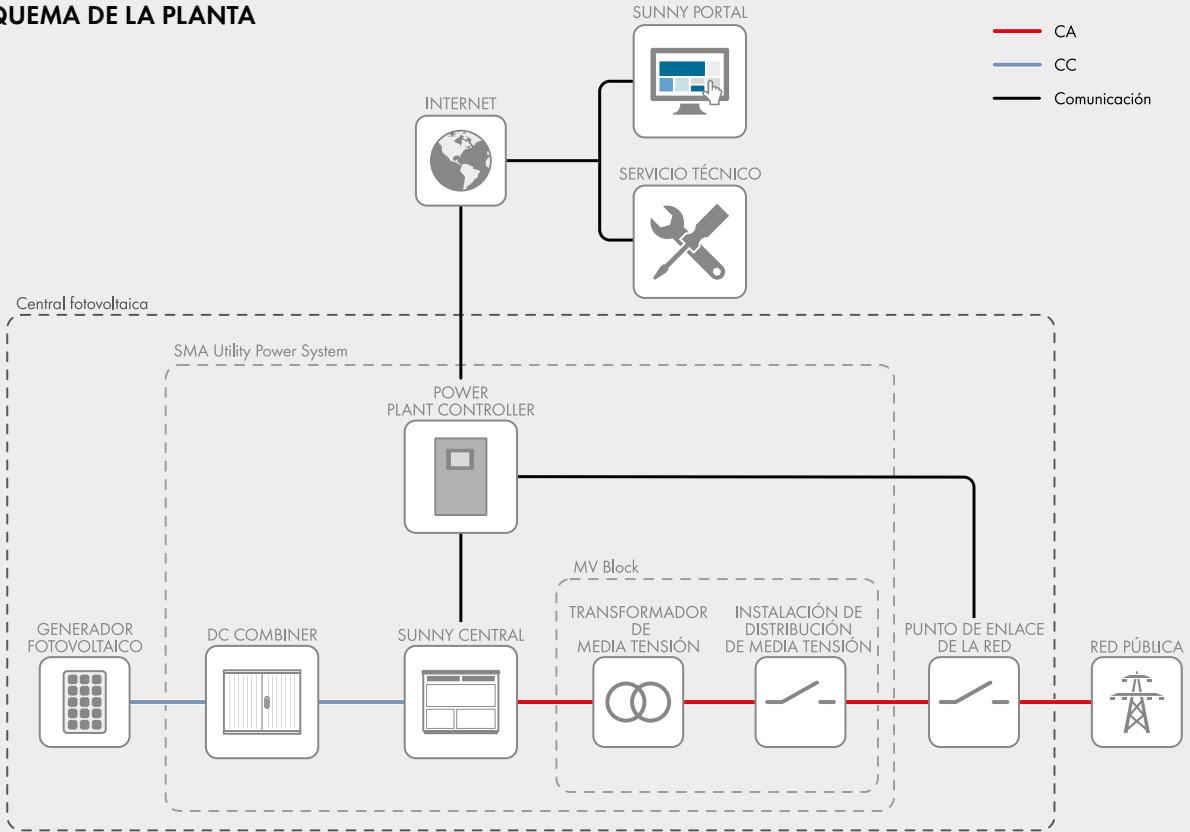 QUEMA DE LA PLANTA
SUNNY PORTAL
CA
CC
Comunicación
INTERNET
SERVICIO TÉCNICO
Central fotovoltaica
SMA Utility Power System
POWER
PLANT CONTROLLER
MV Block
GENERADOR
FOTOVOLTAICO
DC COMBINER
SUNNY CENTRAL
TRANSFORMADOR
DE
MEDIA TENSIÓN
INSTALACIÓN DE
DISTRIBUCIÓN
DE MEDIA TENSIÓN
PUNTO DE ENLACE
DE LA RED
RED PÚBLICA